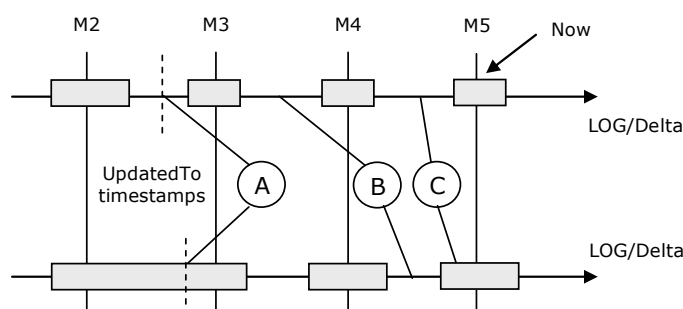 M2
M3
M4
M5
Now
LOG/Delta
UpdatedTo
timestamps
A
B
C
LOG/Delta